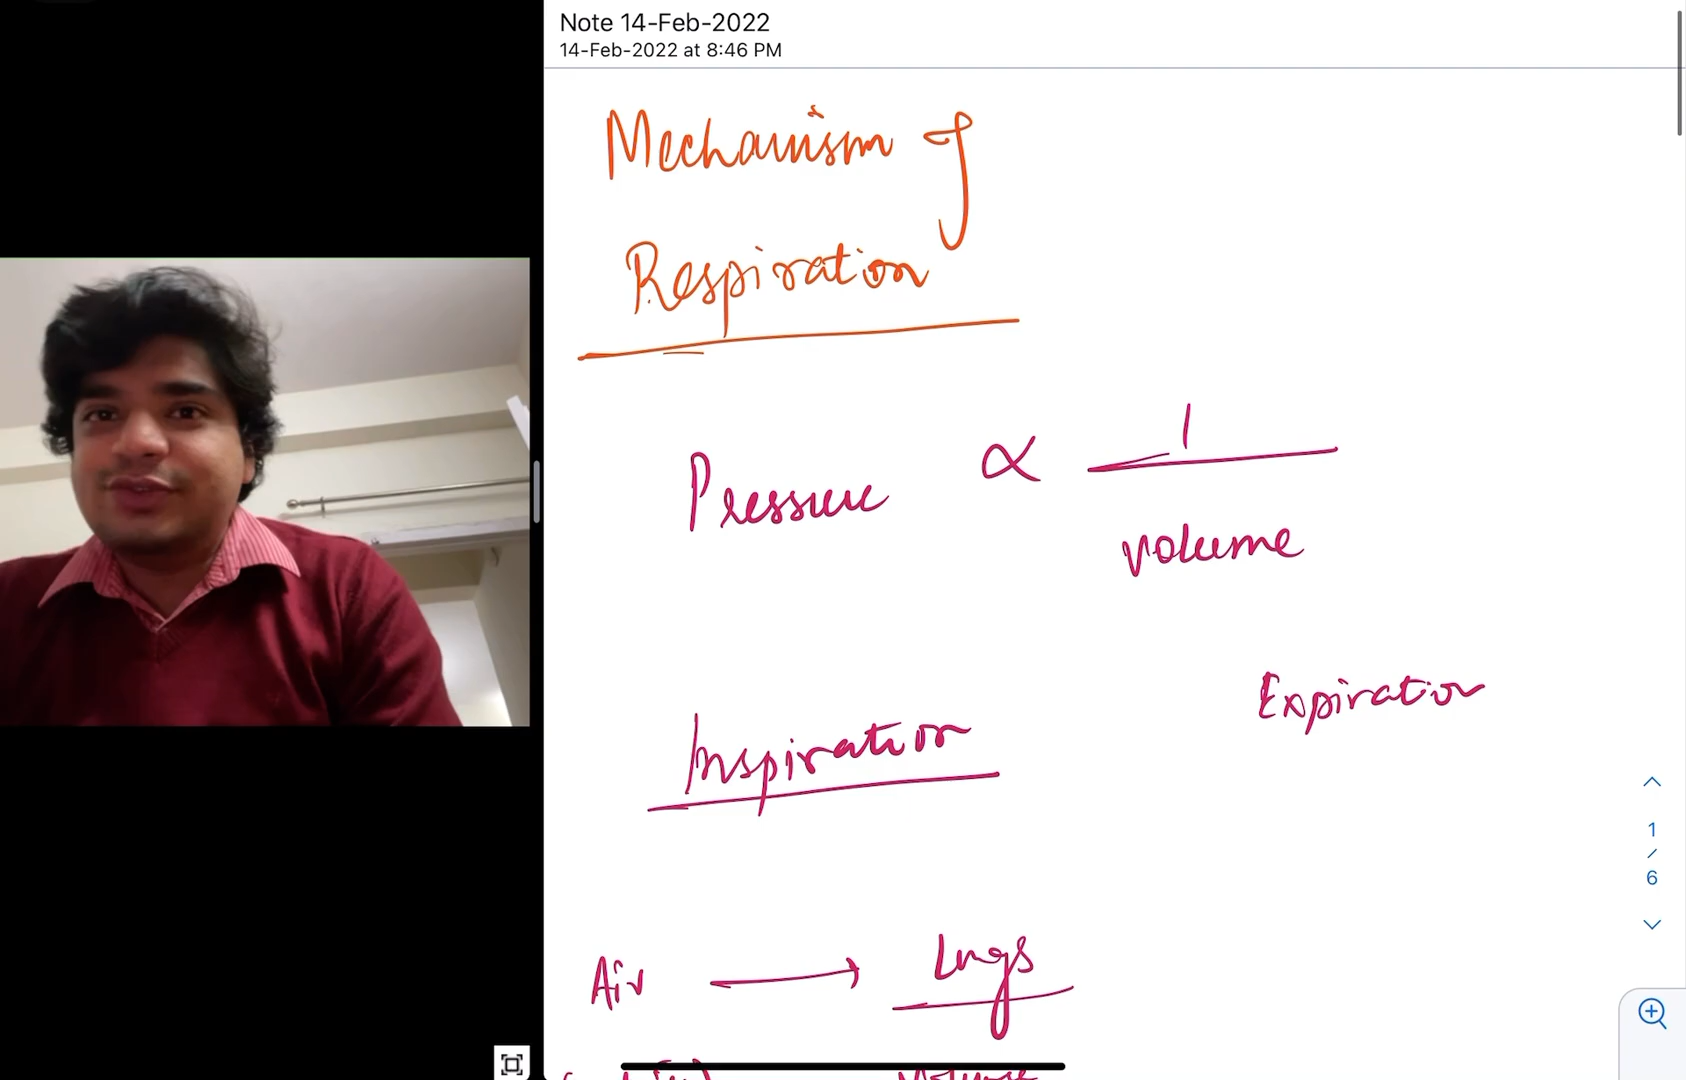 Note 14-Feb-2022
14-Feb-2022 at 8:46 PM
Mechanism of
Respiration
Pressure ∝ 1
volume
Expiration
Inspiration
1
/
6
Air → Lungs